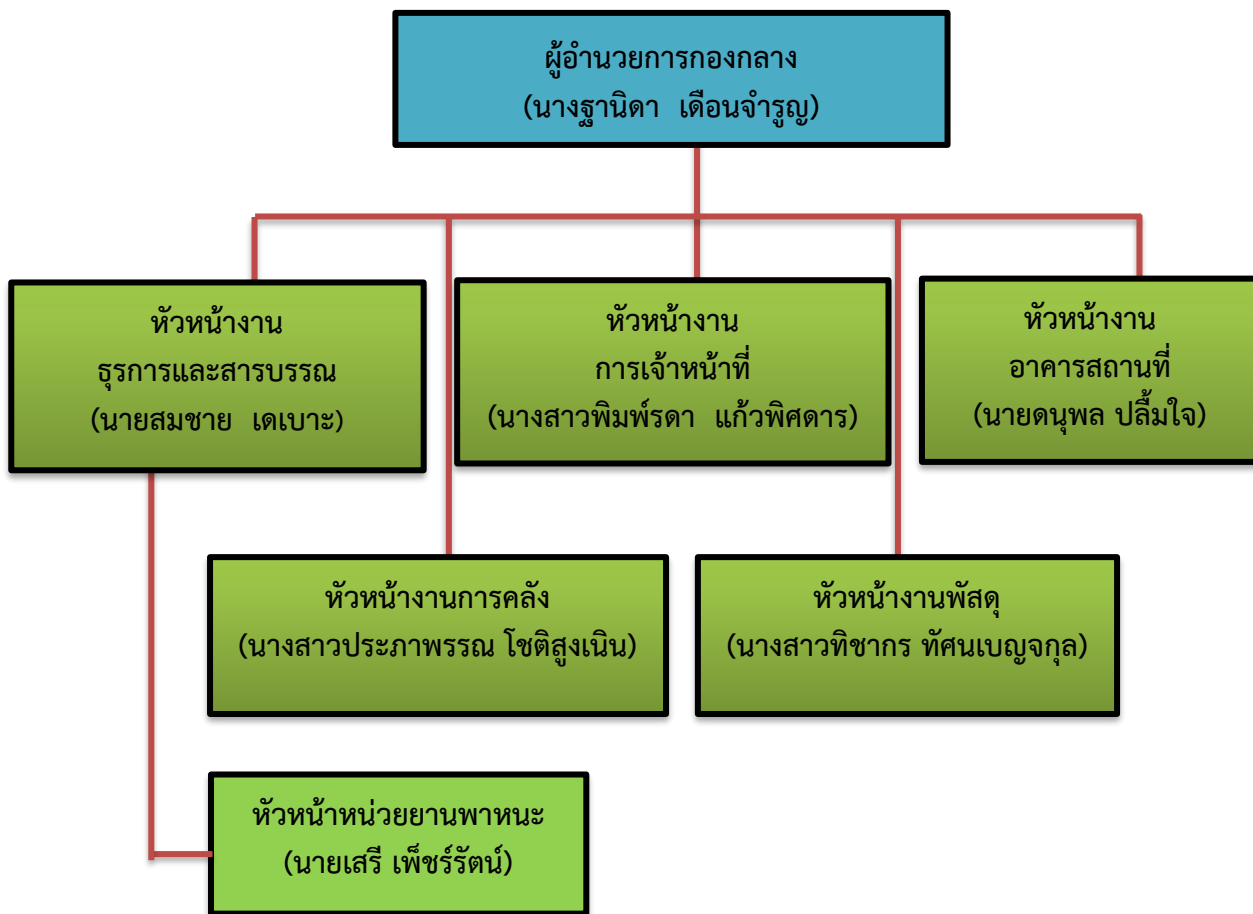 ผู้อำนวยการกองกลาง
(นางฐานิดา  เดือนจำรูญ)
หัวหน้างาน
ธุรการและสารบรรณ
(นายสมชาย  เดเบาะ)
หัวหน้างาน
การเจ้าหน้าที่
(นางสาวพิมพ์รดา  แก้วพิศดาร)
หัวหน้างาน
อาคารสถานที่
(นายดนุพล ปลื้มใจ)
หัวหน้างานการคลัง
(นางสาวประภาพรรณ โชติสูงเนิน)
หัวหน้างานพัสดุ
(นางสาวทิชากร ทัศนเบญจกุล)
หัวหน้าหน่วยยานพาหนะ
(นายเสรี เพ็ชร์รัตน์)